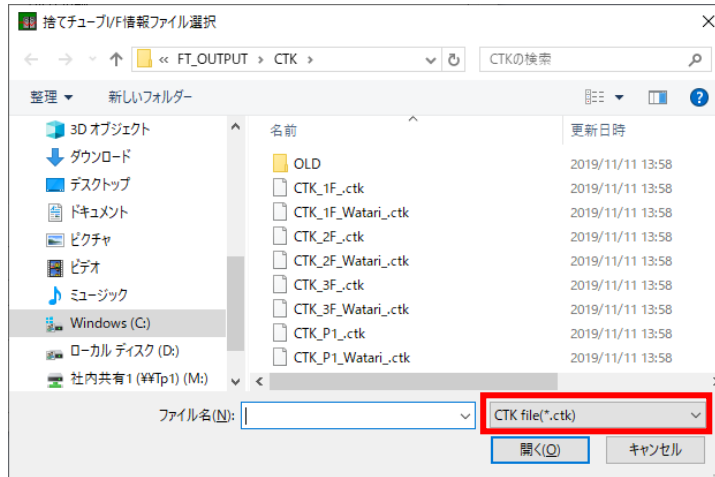 捨てチューブI/F情報ファイル選択
« FT_OUTPUT > CTK >
CTKの検索
整理 新しいフォルダー
3D オブジェクト
ダウンロード
デスクトップ
ドキュメント
ピクチャ
ビデオ
ミュージック
Windows (C:)
ローカル ディスク (D:)
社内共有1 (¥¥Tp1) (M:)
名前 更新日時
OLD 2019/11/11 13:58
CTK_1F_.ctk 2019/11/11 13:58
CTK_1F_Watari_.ctk 2019/11/11 13:58
CTK_2F_.ctk 2019/11/11 13:58
CTK_2F_Watari_.ctk 2019/11/11 13:58
CTK_3F_.ctk 2019/11/11 13:58
CTK_3F_Watari_.ctk 2019/11/11 13:58
CTK_P1_.ctk 2019/11/11 13:58
CTK_P1_Watari_.ctk 2019/11/11 13:58
ファイル名(N):
CTK file(*.ctk)
開く(O) キャンセル